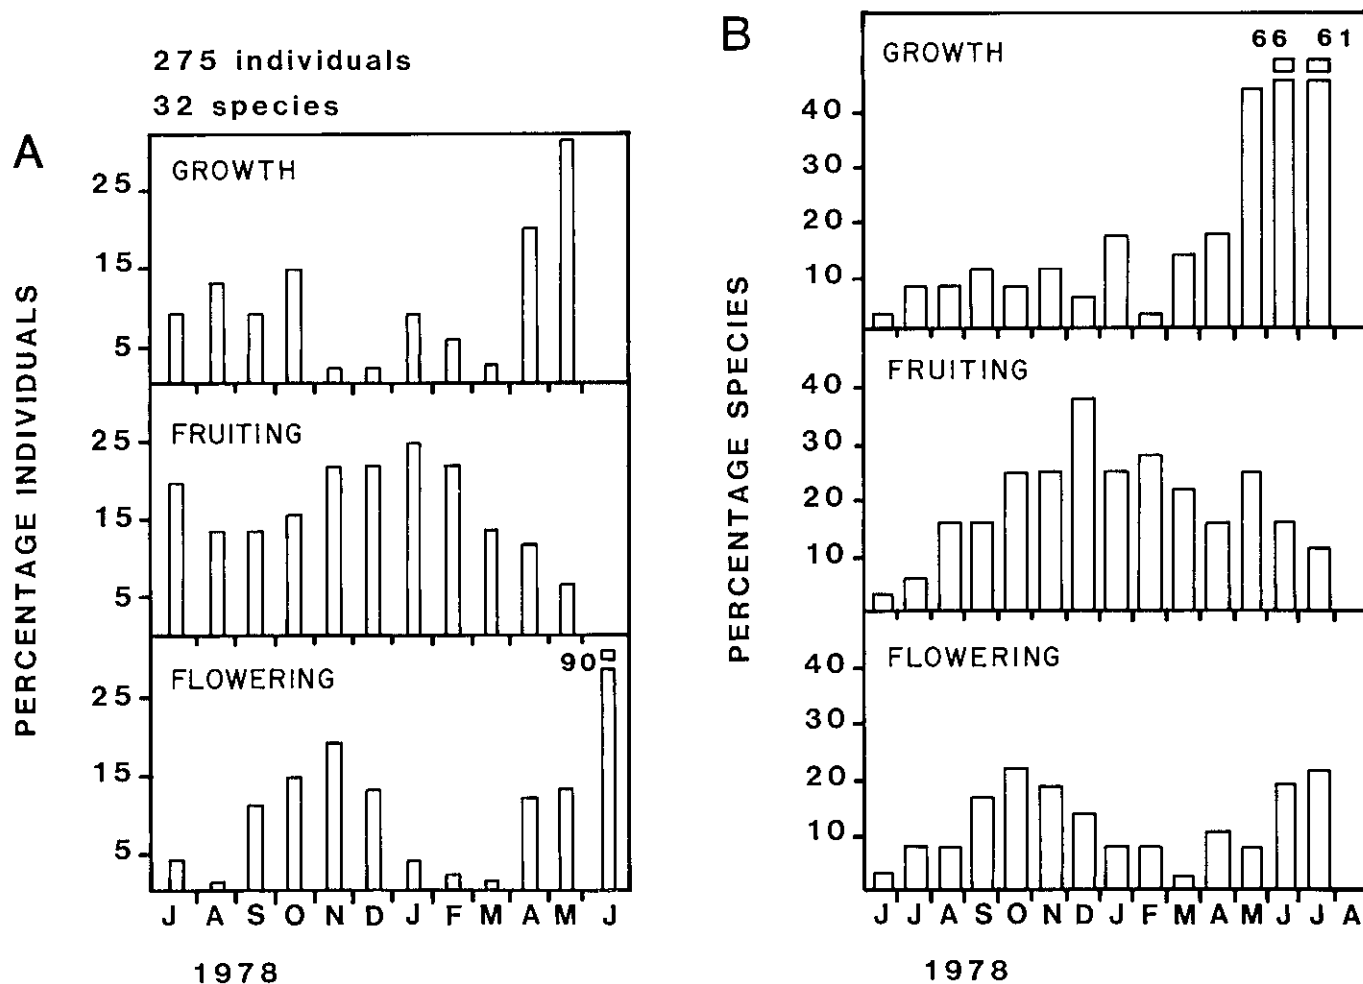 275 individuals
32 species
A
PERCENTAGE INDIVIDUALS
GROWTH
25
15
5
FRUITING
25
15
5
FLOWERING
90
25
15
5
J A S O N D J F M A M J
1978
B
PERCENTAGE SPECIES
GROWTH
66 61
40
30
20
10
FRUITING
40
30
20
10
FLOWERING
40
30
20
10
J J A S O N D J F M A M J J A
1978